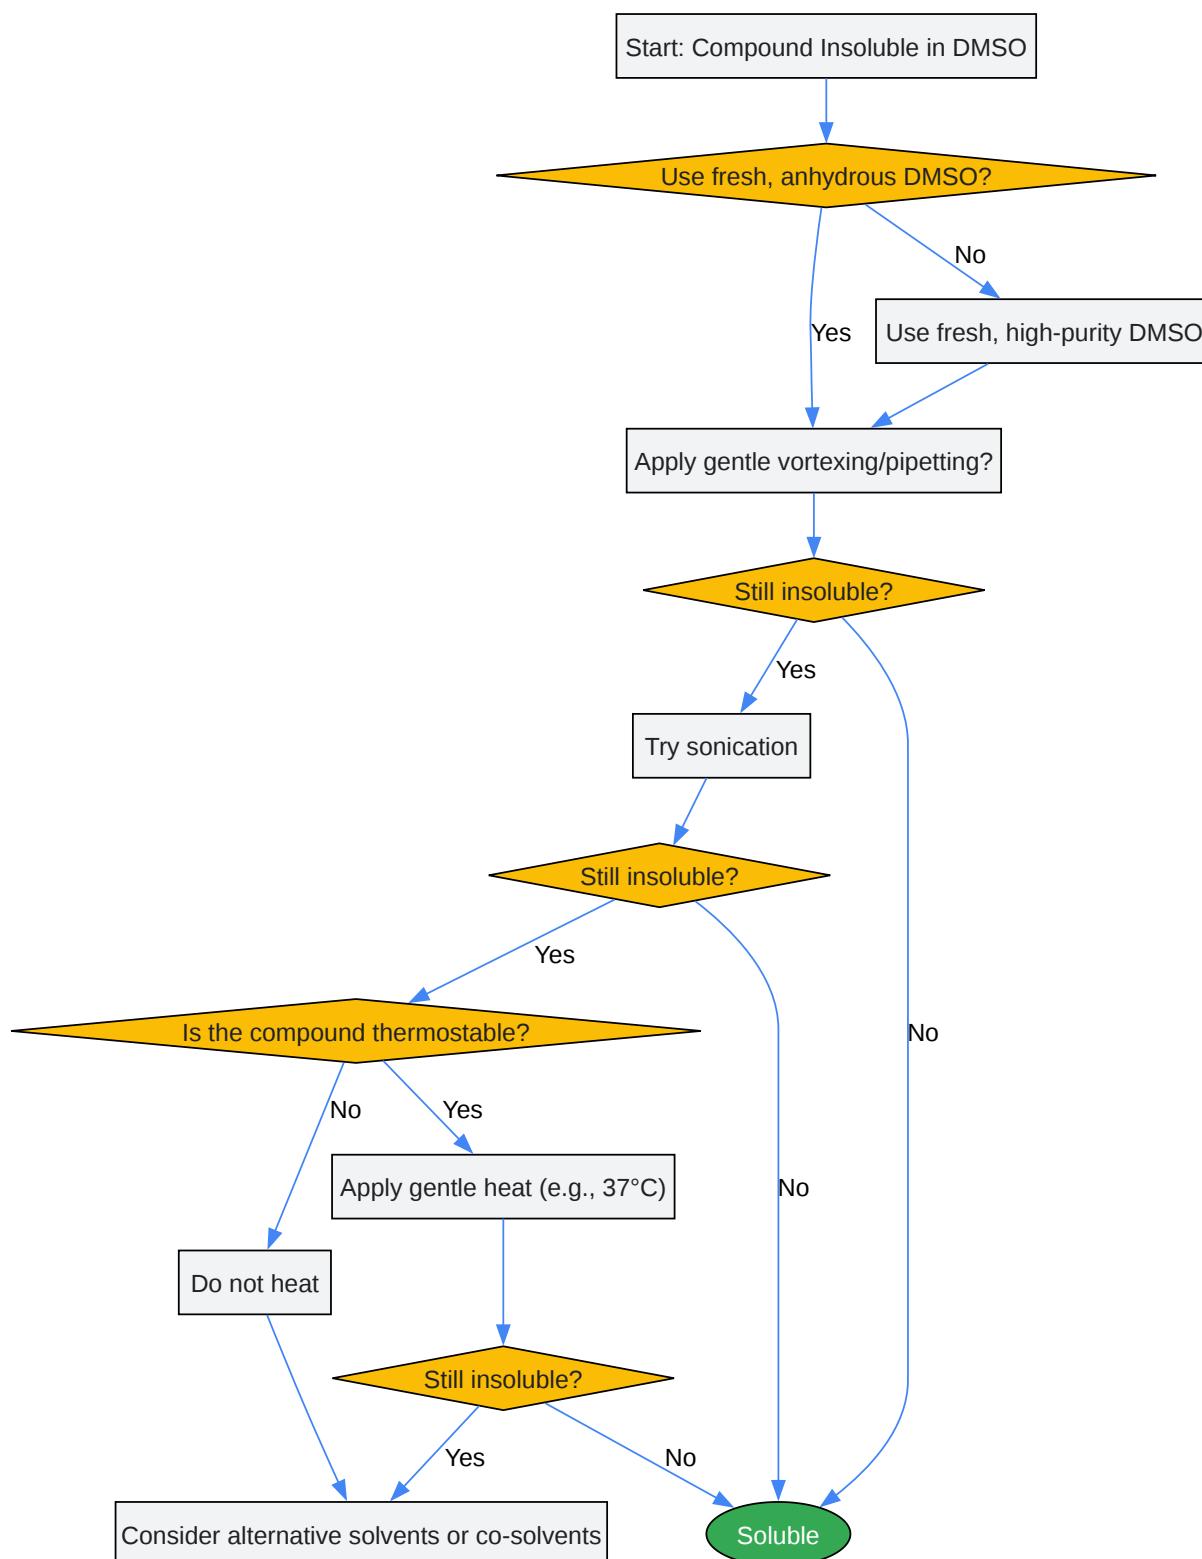 Start: Compound Insoluble in DMSO
Use fresh, anhydrous DMSO?
No
Yes
Use fresh, high-purity DMSO
Apply gentle vortexing/pipetting?
Still insoluble?
Yes
Try sonication
Still insoluble?
Yes
Is the compound thermostable?
No
No
Yes
Apply gentle heat (e.g., 37°C)
No
Do not heat
Still insoluble?
Yes
No
Consider alternative solvents or co-solvents
Soluble